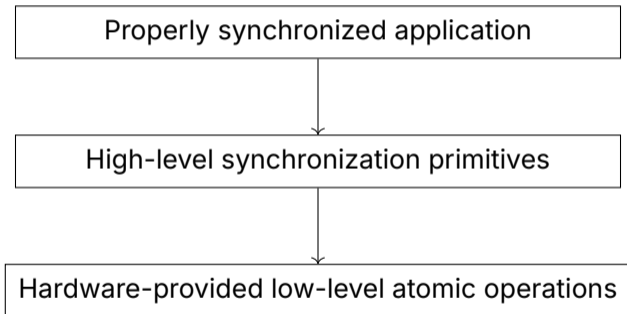 Properly synchronized application
High-level synchronization primitives
Hardware-provided low-level atomic operations